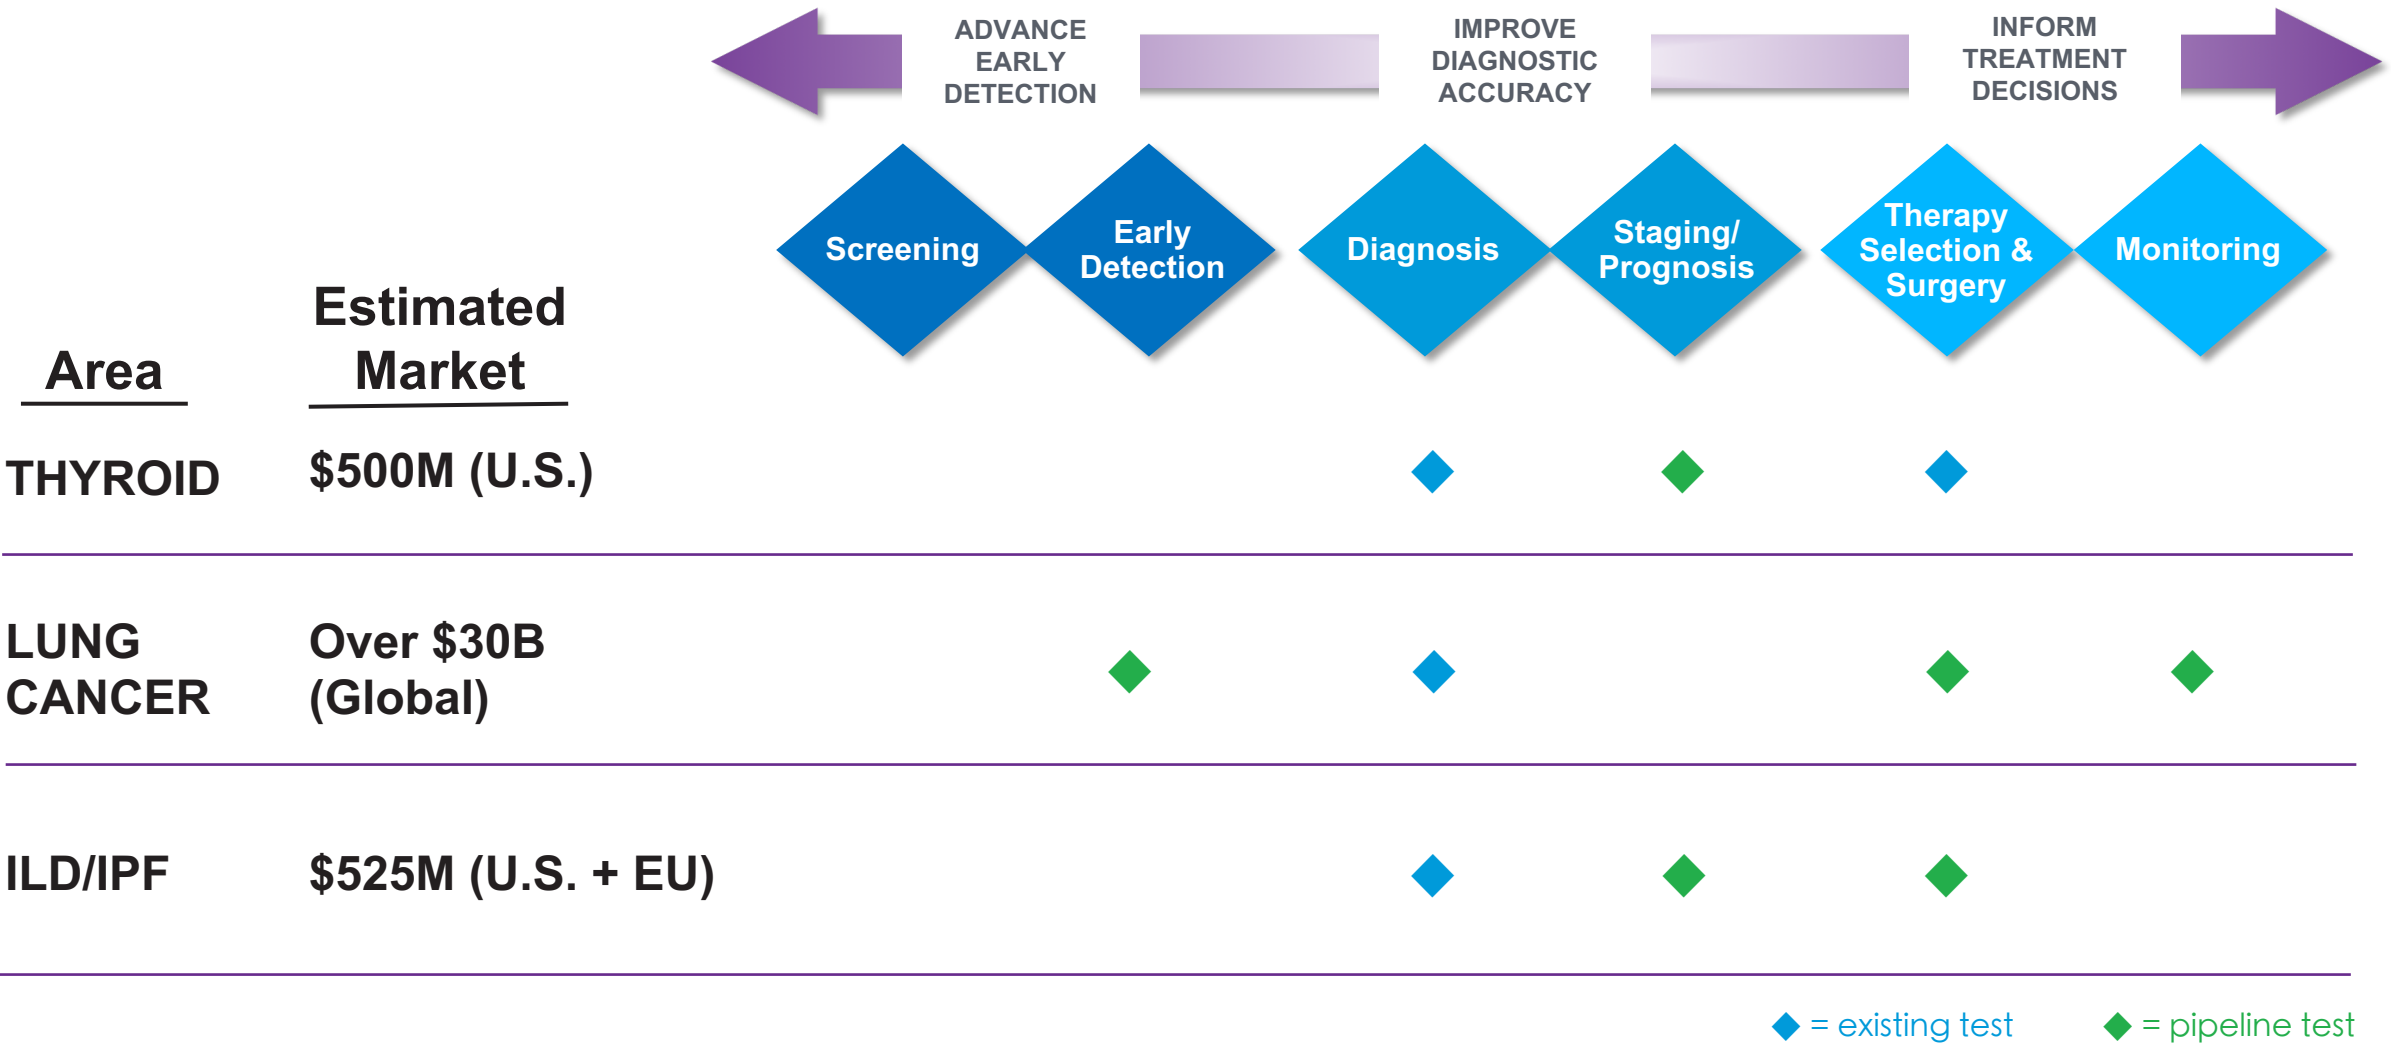 ADVANCE
EARLY
DETECTION
IMPROVE
DIAGNOSTIC
ACCURACY
INFORM
TREATMENT
DECISIONS
Screening
Early
Detection
Diagnosis
Staging/
Prognosis
Therapy
Selection &
Surgery
Monitoring
Area
Estimated
Market
THYROID
$500M (U.S.)
LUNG
CANCER
Over $30B
(Global)
ILD/IPF
$525M (U.S. + EU)
= existing test
= pipeline test